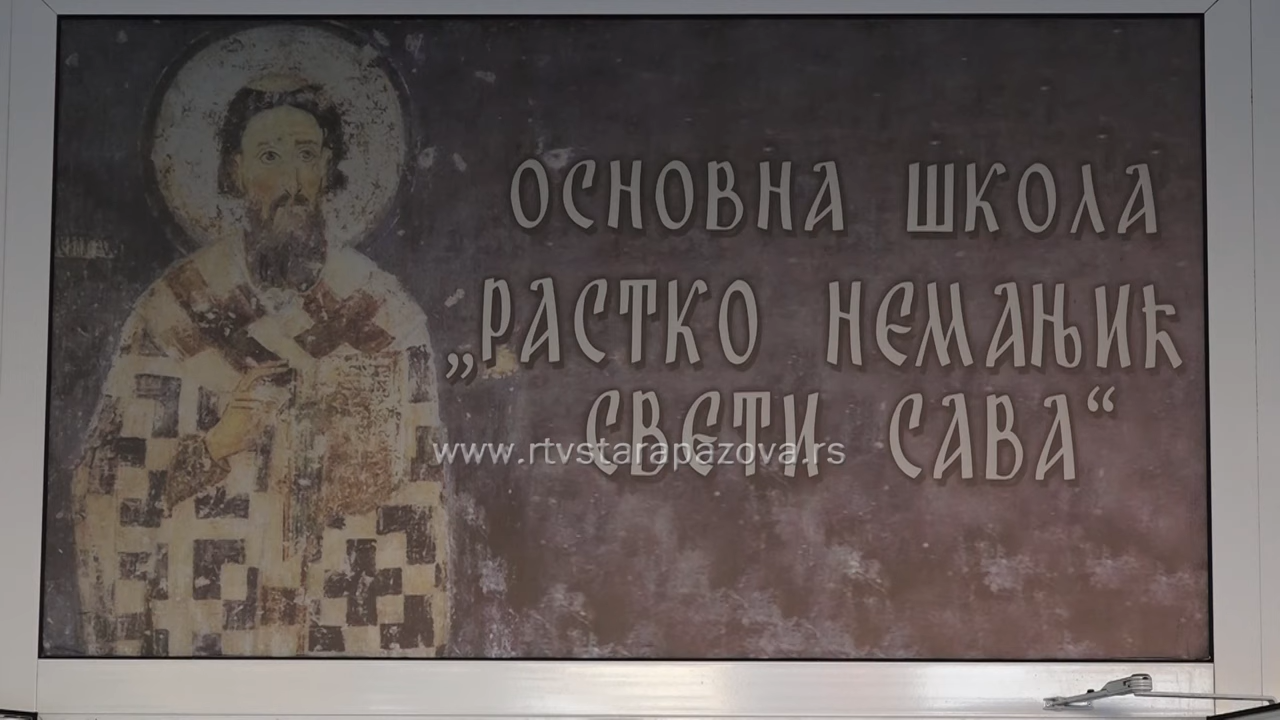 ОСНОВНА ШКОЛА
„РАСТКО НЕМАЊИЋ
СВЕТИ САВА“
www.rtvstarapazova.rs